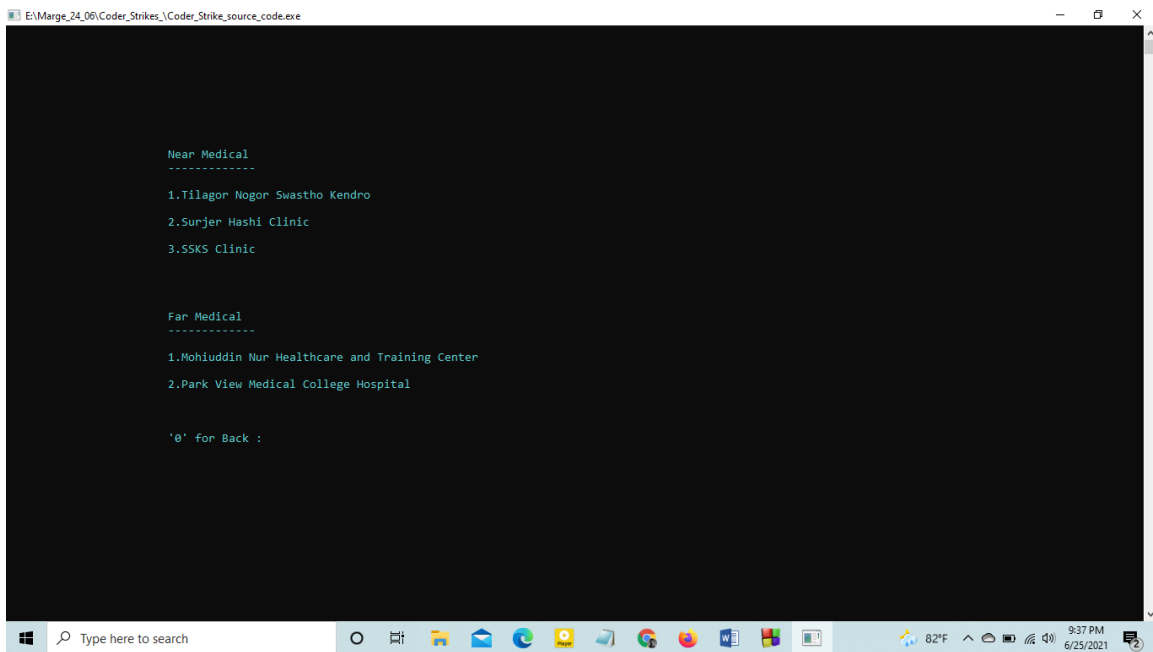 E:\Marge_24_06\Coder_Strikes_\Coder_Strike_source_code.exe
Near Medical
-------------
1.Tilagor Nogor Swastho Kendro
2.Surjer Hashi Clinic
3.SSKS Clinic
Far Medical
-------------
1.Mohiuddin Nur Healthcare and Training Center
2.Park View Medical College Hospital
'0' for Back :
Type here to search
82°F
9:37 PM
6/25/2021
2